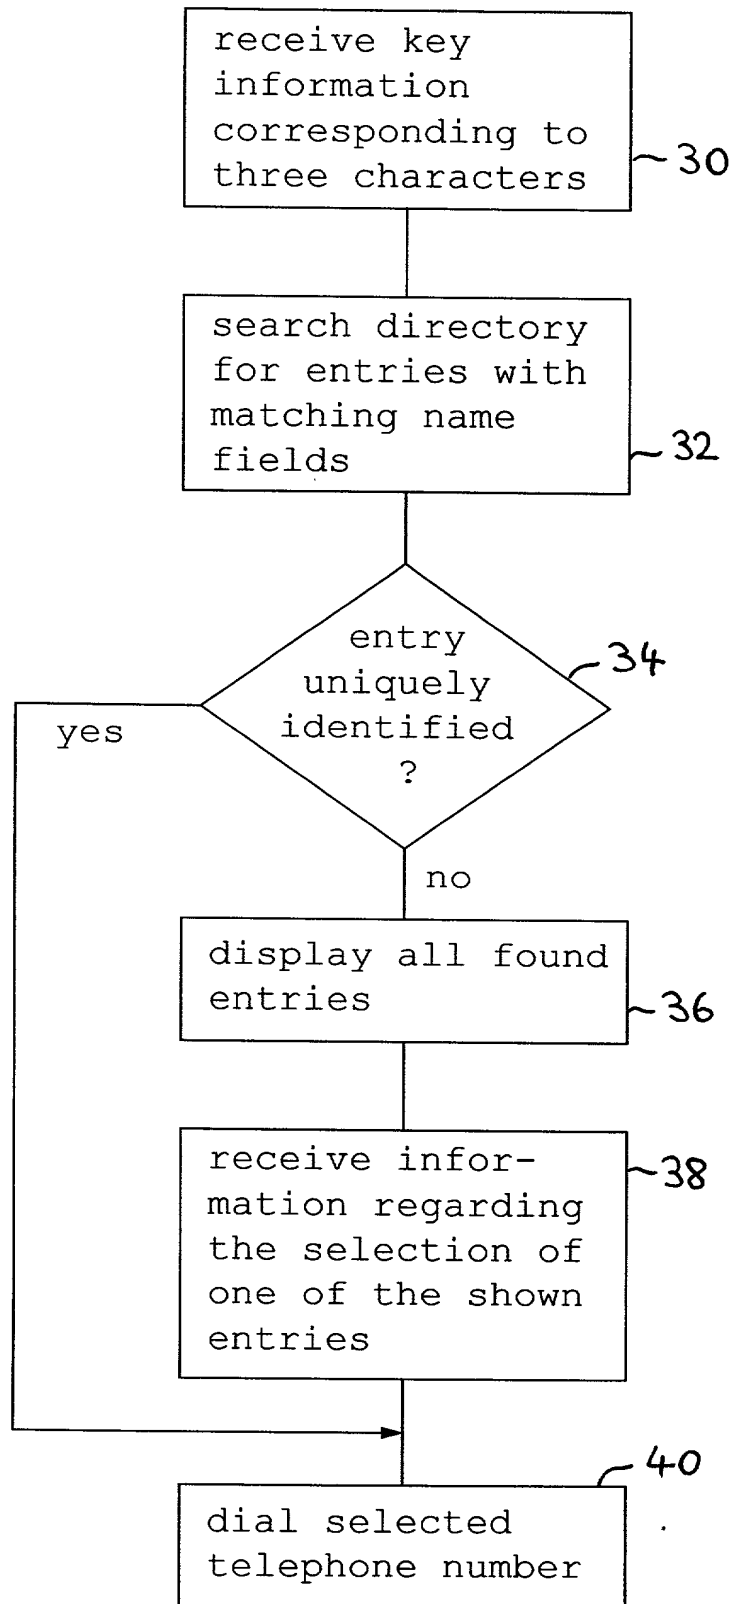 receive key
information
corresponding to
three characters
30
search directory
for entries with
matching name
fields
32
entry
uniquely
identified
?
34
yes
no
display all found
entries
36
receive infor-
mation regarding
the selection of
one of the shown
entries
38
40
dial selected
telephone number